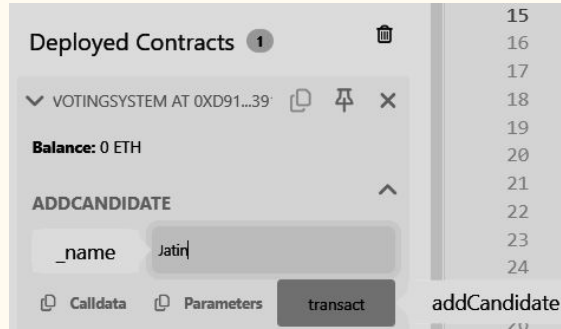 Deployed Contracts 1
VOTINGSYSTEM AT 0XD91...39
Balance: 0 ETH
ADDCANDIDATE
_name Jatin
Calldata Parameters transact addCandidate
15
16
17
18
19
20
21
22
23
24